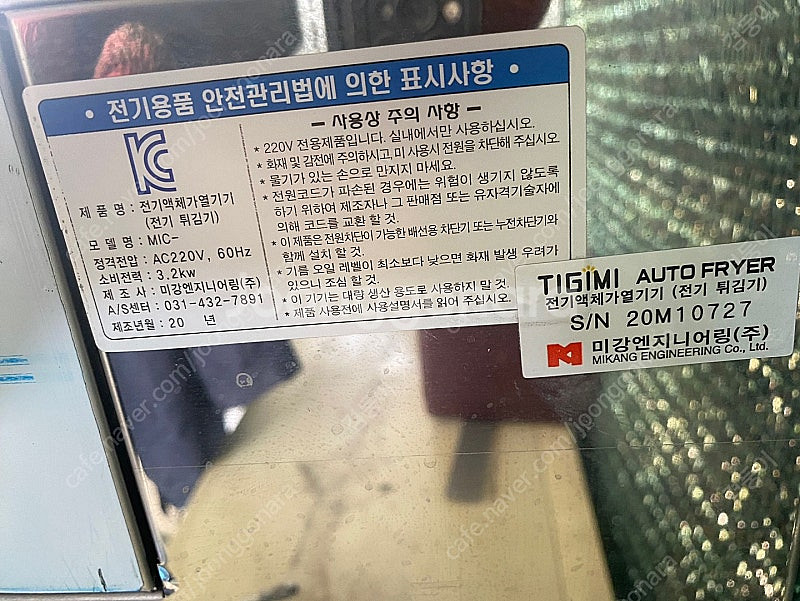 • 전기용품 안전관리법에 의한 표시사항 •
KC
제 품 명 : 전기액체가열기기
(전기 튀김기)
모 델 명 : MIC-
정격전압 : AC220V, 60Hz
소비전력 : 3.2kw
제 조 사 : 미강엔지니어링(주)
A/S센터 : 031-432-7891
제조년월 : 20 년
– 사용상 주의 사항 –
* 220V 전용제품입니다. 실내에서만 사용하십시오.
* 화재 및 감전에 주의하시고, 미 사용시 전원을 차단해 주십시오
* 물기가 있는 손으로 만지지 마세요.
* 전원코드가 파손된 경우에는 위험이 생기지 않도록
하기 위하여 제조자나 그 판매점 또는 유자격기술자에
의해 코드를 교환 할 것.
* 이 제품은 전원차단이 가능한 배선용 차단기 또는 누전차단기와
함께 설치 할 것.
* 기름 오일 레벨이 최소보다 낮으면 화재 발생 우려가
있으니 조심 할 것.
* 이 기기는 대량 생산 용도로 사용하지 말 것.
* 제품 사용전에 사용설명서를 읽어 주십시오.
TIGIMI AUTO FRYER
전기액체가열기기 (전기 튀김기)
S/N 20M10727
미강엔지니어링(주)
MIKANG ENGINEERING Co., Ltd.
cafe.naver.com/joonggonara